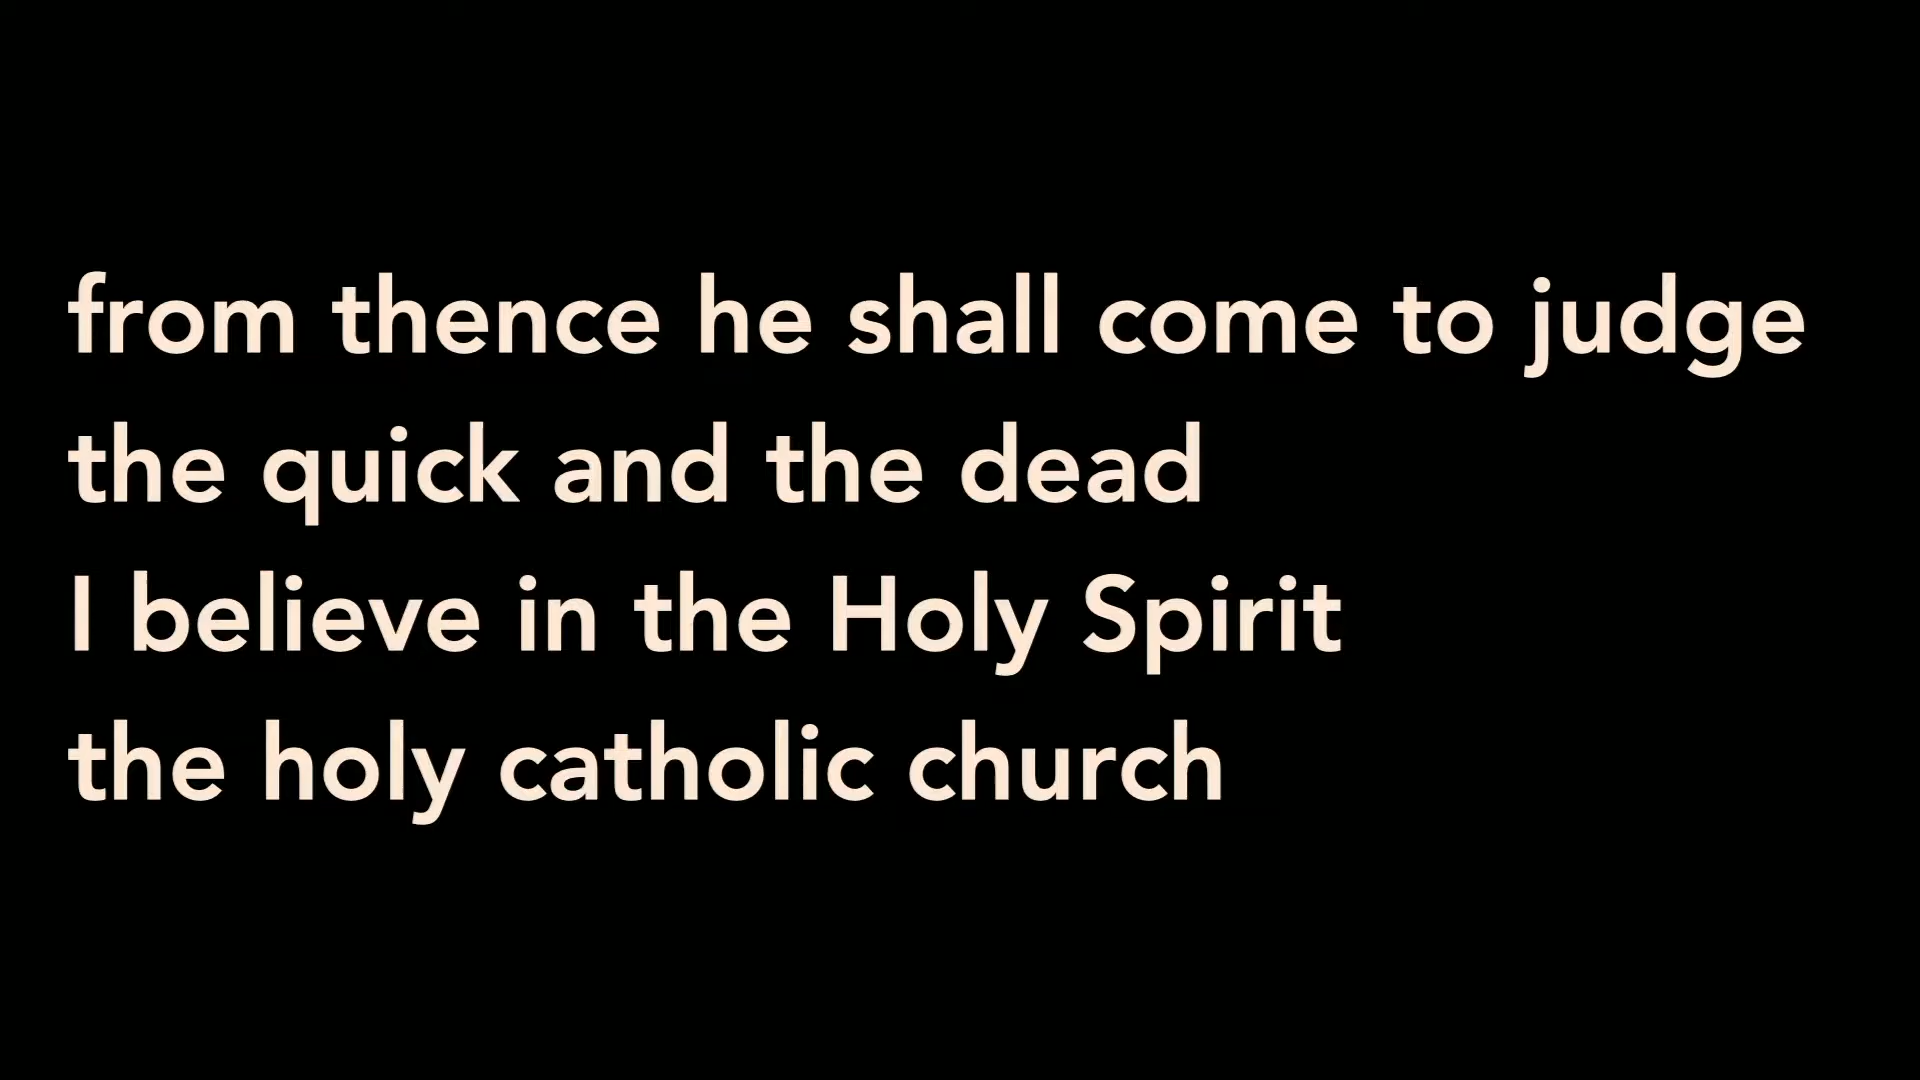 from thence he shall come to judge
the quick and the dead
I believe in the Holy Spirit
the holy catholic church